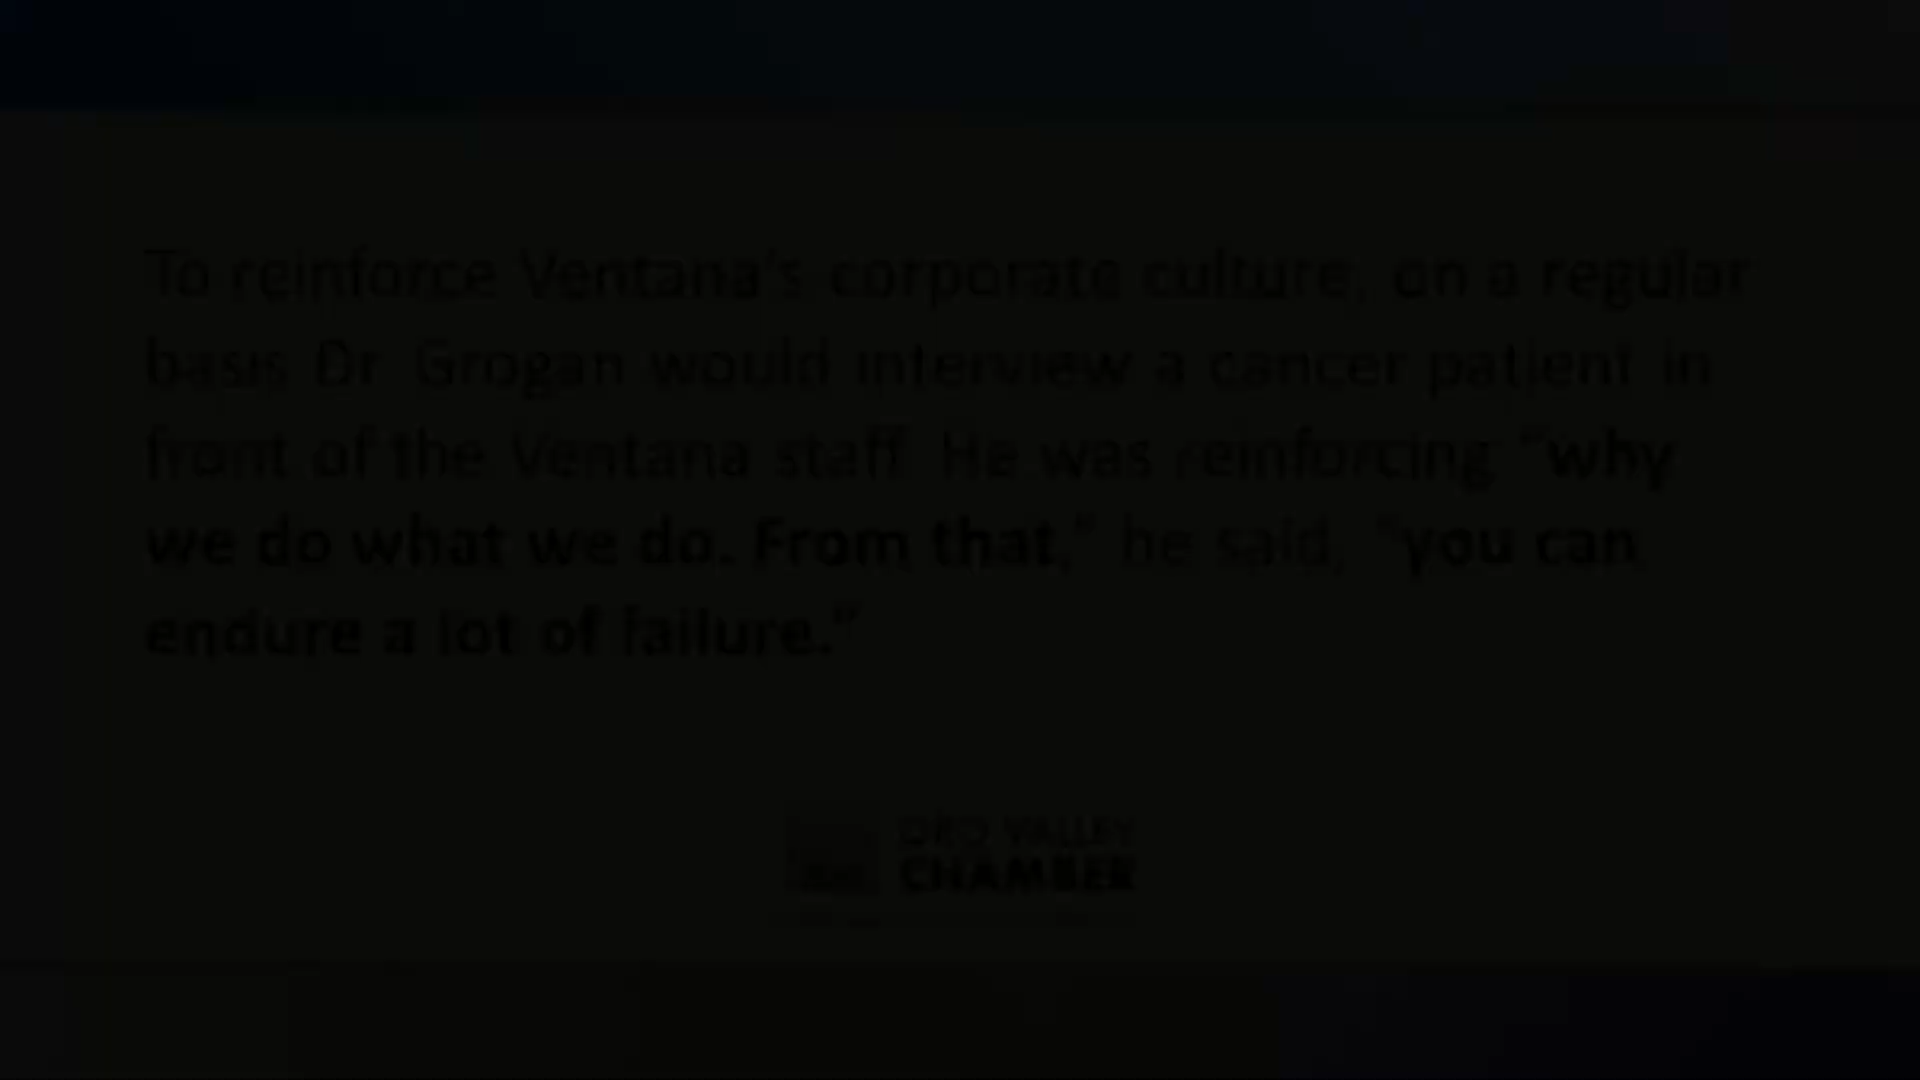 To reinforce Ventana's corporate culture, on a regular
basis Dr. Grogan would interview a cancer patient in
front of the Ventana staff. He was reinforcing "why
we do what we do. From that," he said, "you can
endure a lot of failure."
ORO VALLEY
CHAMBER